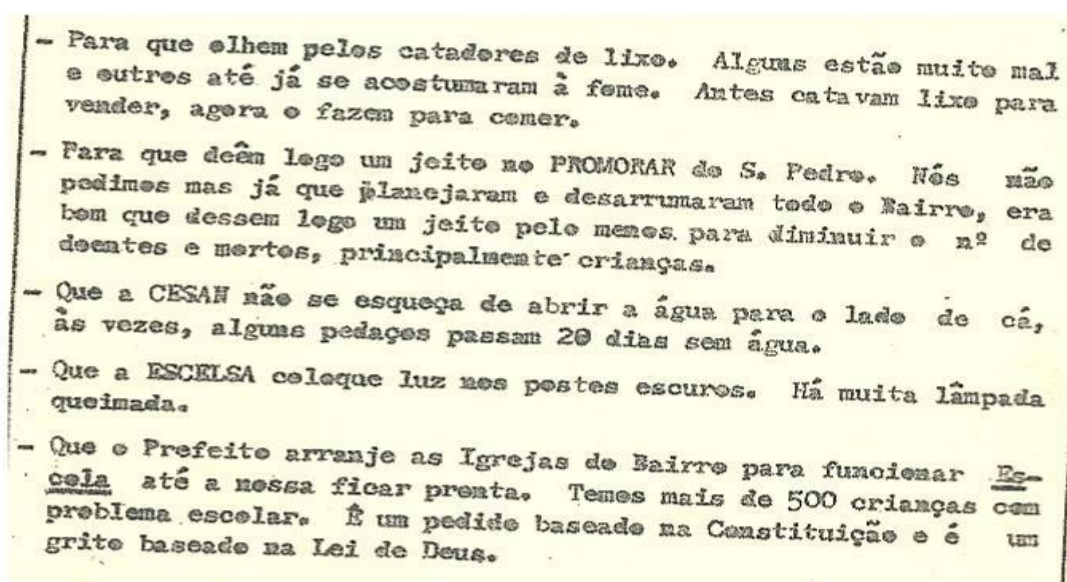 - Para que olhem pelos catadores de lixo. Alguns estão muito mal
e outros até já se acostumaram à fome. Antes catavam lixo para
vender, agora o fazem para comer.
- Para que deêm logo um jeito no PROMORAR do S. Pedro. Nós não
pedimos mas já que planejaram e desarrumaram todo o Bairro, era
bom que dessem logo um jeito pelo menos para diminuir o nº de
doentes e mortos, principalmente crianças.
- Que a CESAN não se esqueça de abrir a água para o lado de cá,
às vezes, alguns pedaços passam 20 dias sem água.
- Que a ESCELSA coloque luz nos postes escuros. Há muita lâmpada
queimada.
- Que o Prefeito arranje as Igrejas do Bairro para funcionar Es-
cola até a nossa ficar pronta. Temos mais de 500 crianças com
problema escolar. É um pedido baseado na Constituição e é um
grito baseado na Lei de Deus.